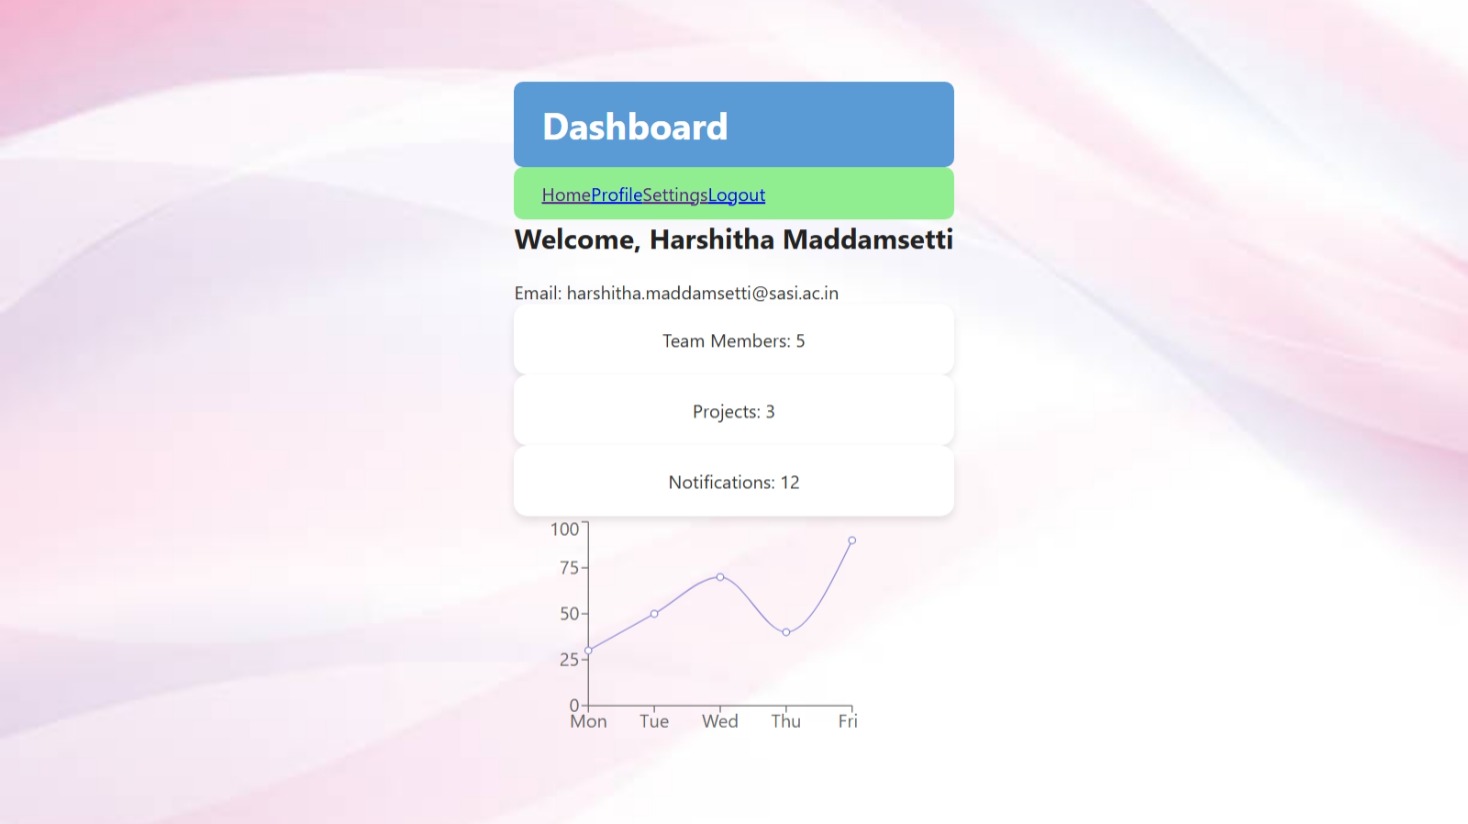 Dashboard
HomeProfileSettingsLogout
Welcome, Harshitha Maddamsetti
Email: harshitha.maddamsetti@sasi.ac.in
Team Members: 5
Projects: 3
Notifications: 12
100
75
50
25
0
Mon Tue Wed Thu Fri